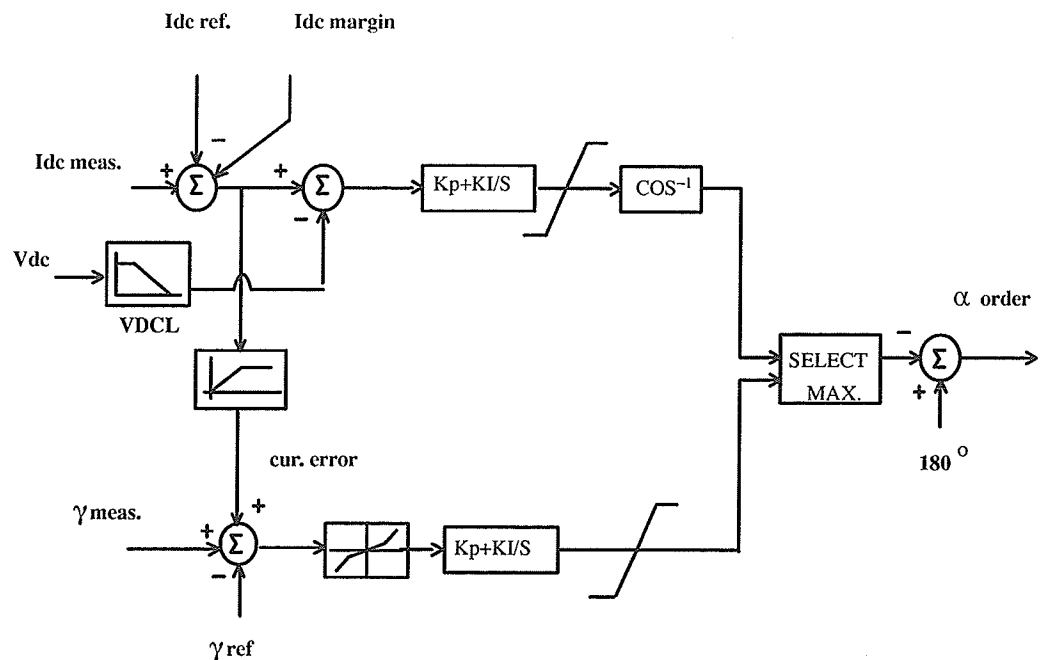 Idc ref.
Idc margin
−
Idc meas.
+
Σ
+
Σ
−
Kp+KI/S
COS⁻¹
Vdc
VDCL
α order
SELECT
MAX.
−
Σ
+
180°
cur. error
γ meas.
+
+
Σ
−
Kp+KI/S
γ ref